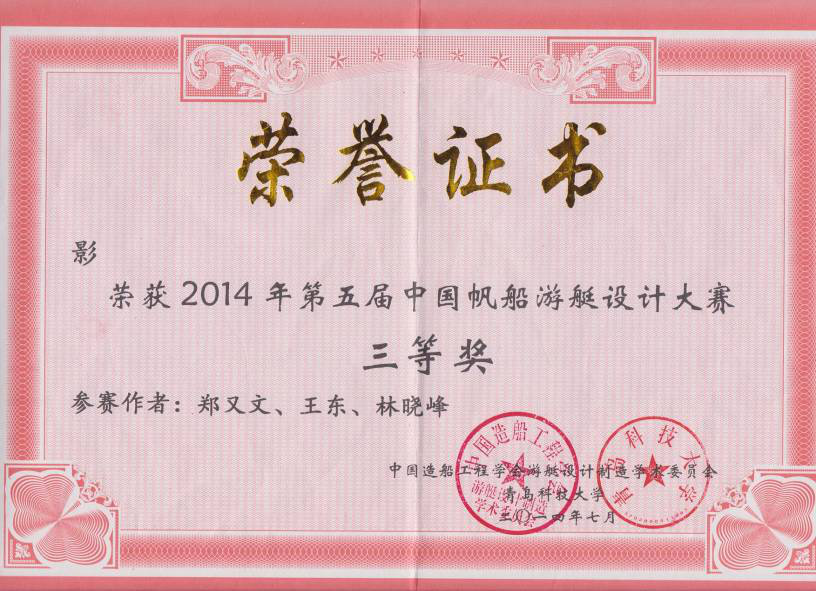 荣誉证书
影
荣获2014年第五届中国帆船游艇设计大赛
三等奖
参赛作者：郑又文、王东、林晓峰
中国造船工程学会游艇设计制造学术委员会
青岛科技大学
二〇一四年七月
中国造船工程学会
游艇设计制造
学术委员会
青岛科技大学